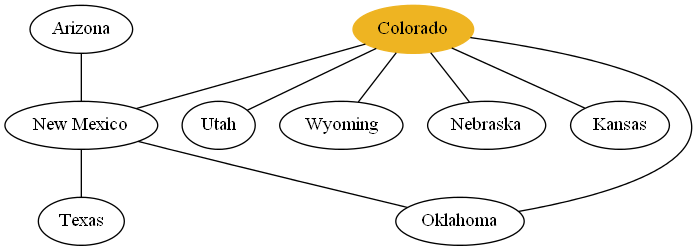 Arizona
Colorado
New Mexico
Utah
Wyoming
Nebraska
Kansas
Texas
Oklahoma